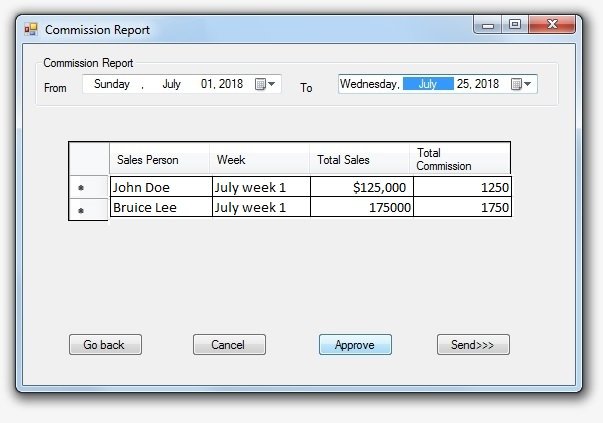 Commission Report
Commission Report
From Sunday , July 01, 2018 To Wednesday, July 25, 2018
Sales Person Week Total Sales Total Commission
* John Doe July week 1 $125,000 1250
* Bruice Lee July week 1 175000 1750
Go back Cancel Approve Send>>>